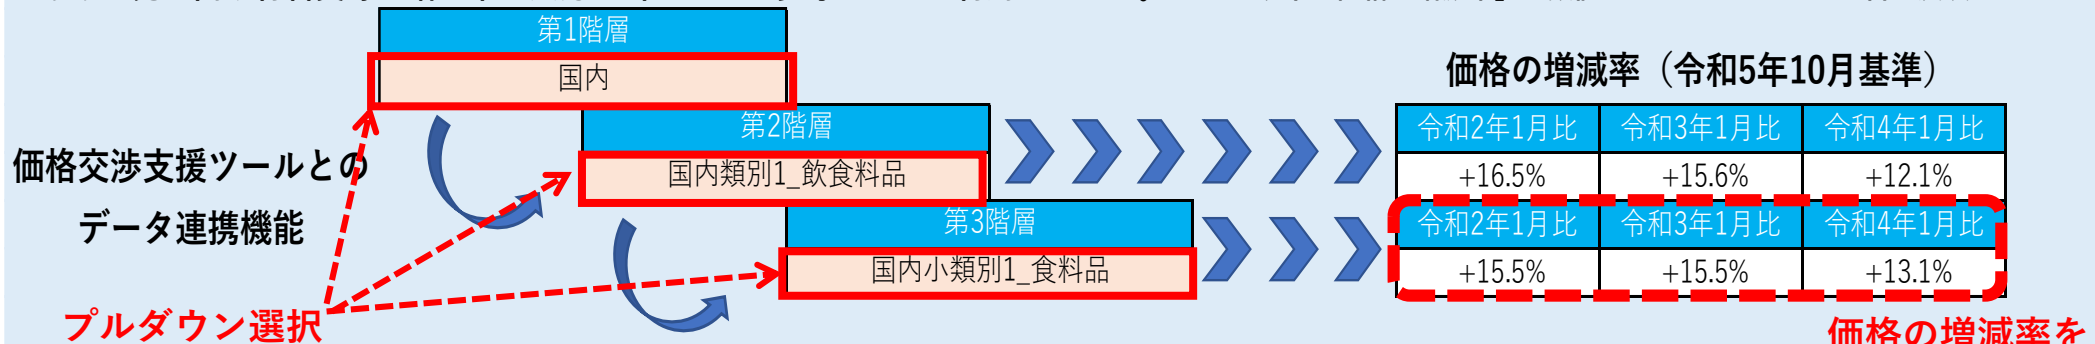 第1階層
国内
価格の増減率（令和5年10月基準）
第2階層
国内類別1_飲食料品
令和2年1月比 令和3年1月比 令和4年1月比
+16.5% +15.6% +12.1%
価格交渉支援ツールとの
データ連携機能
第3階層
国内小類別1_食料品
令和2年1月比 令和3年1月比 令和4年1月比
+15.5% +15.5% +13.1%
プルダウン選択
価格の増減率を